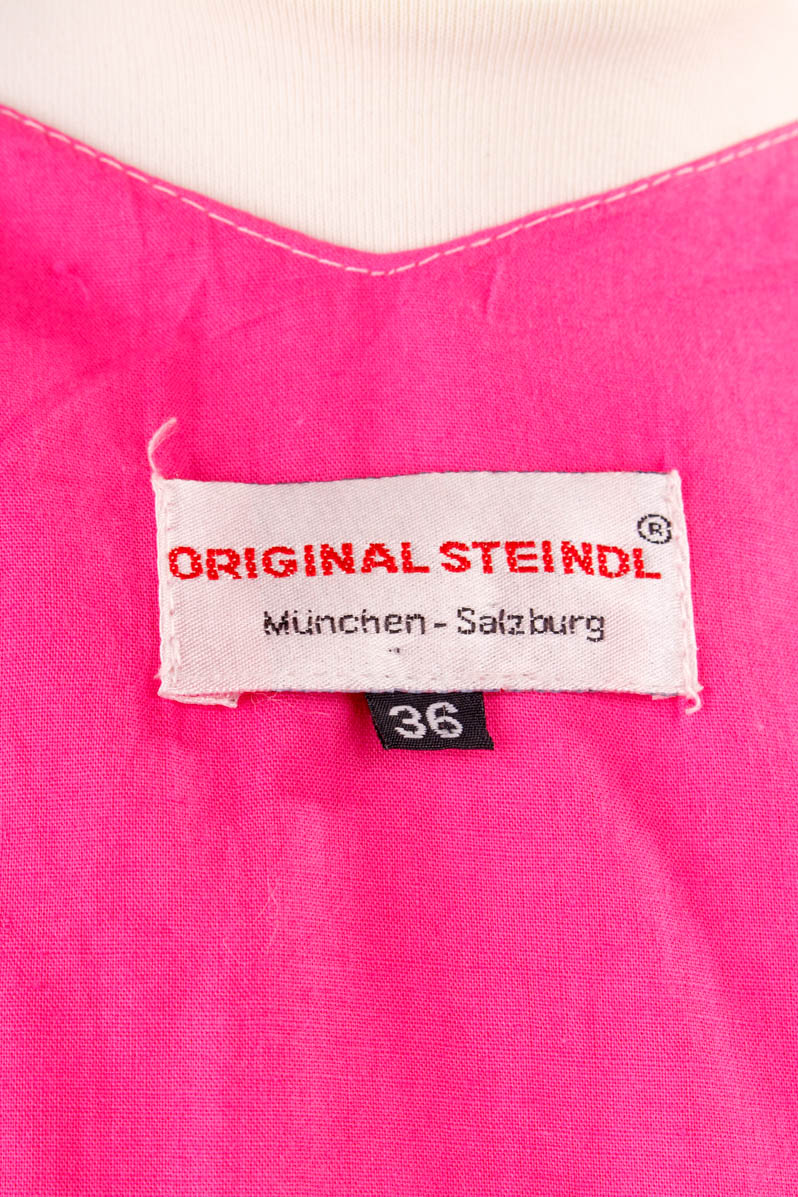 ORIGINAL STEINDL®
München - Salzburg
36